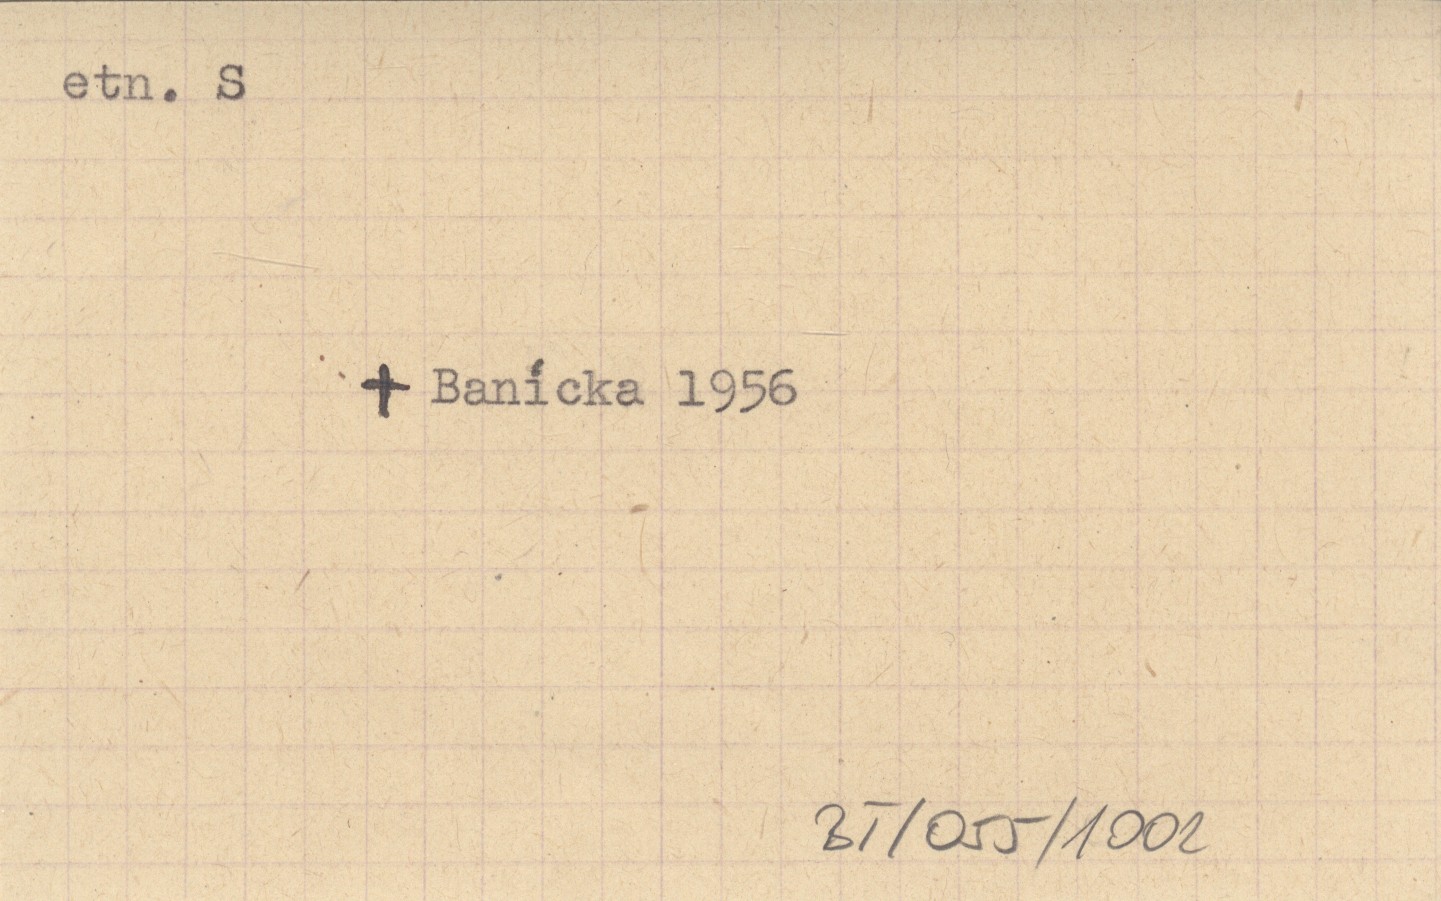 etn. S
✝ Banícka 1956
BT/055/1002